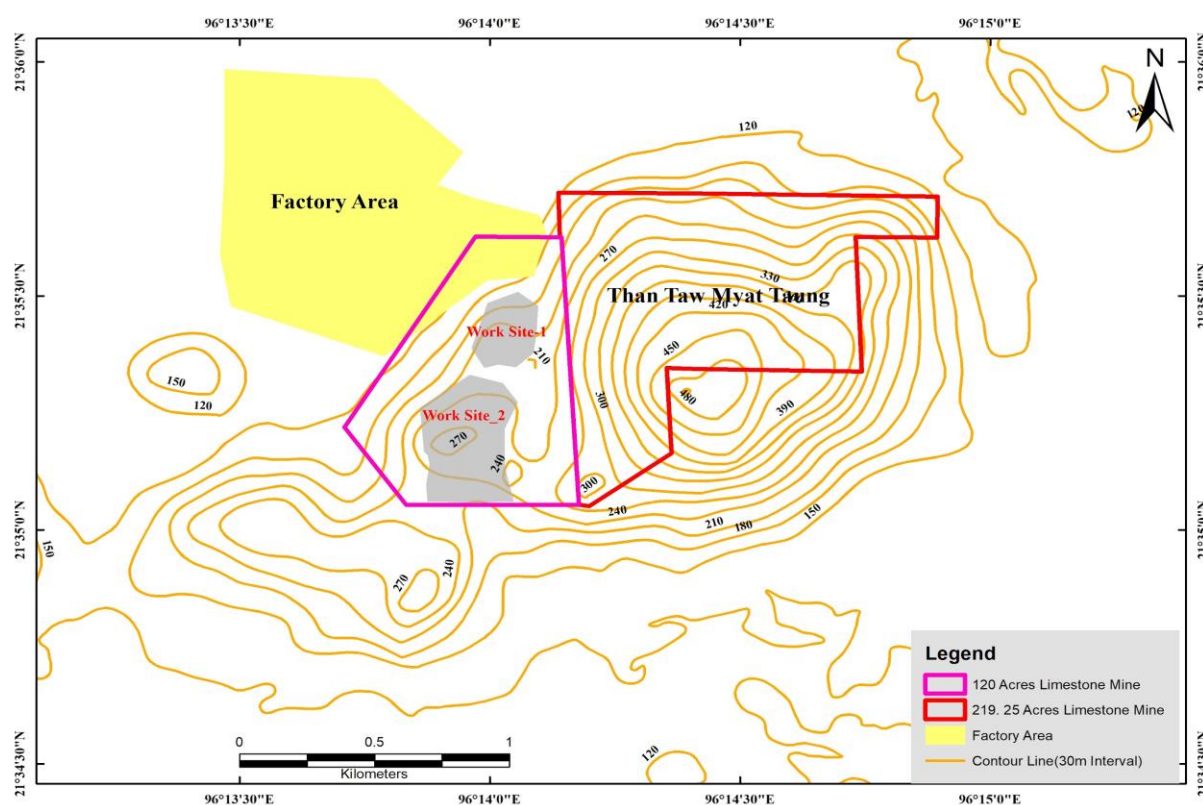 96°13'30"E 96°14'0"E 96°14'30"E 96°15'0"E
21°36'0"N
21°36'0"N
N
120
120
Factory Area
270
21°35'30"N
330
Than Taw Myat Taung
420
Work Site-1
210
450
150
120
480
390
300
Work Site_2
270
240
300
240
210
180
150
21°35'0"N
150
240
270
Legend
120 Acres Limestone Mine
219. 25 Acres Limestone Mine
Factory Area
Contour Line(30m Interval)
0 0.5 1
Kilometers
120
21°34'30"N
96°13'30"E 96°14'0"E 96°14'30"E 96°15'0"E